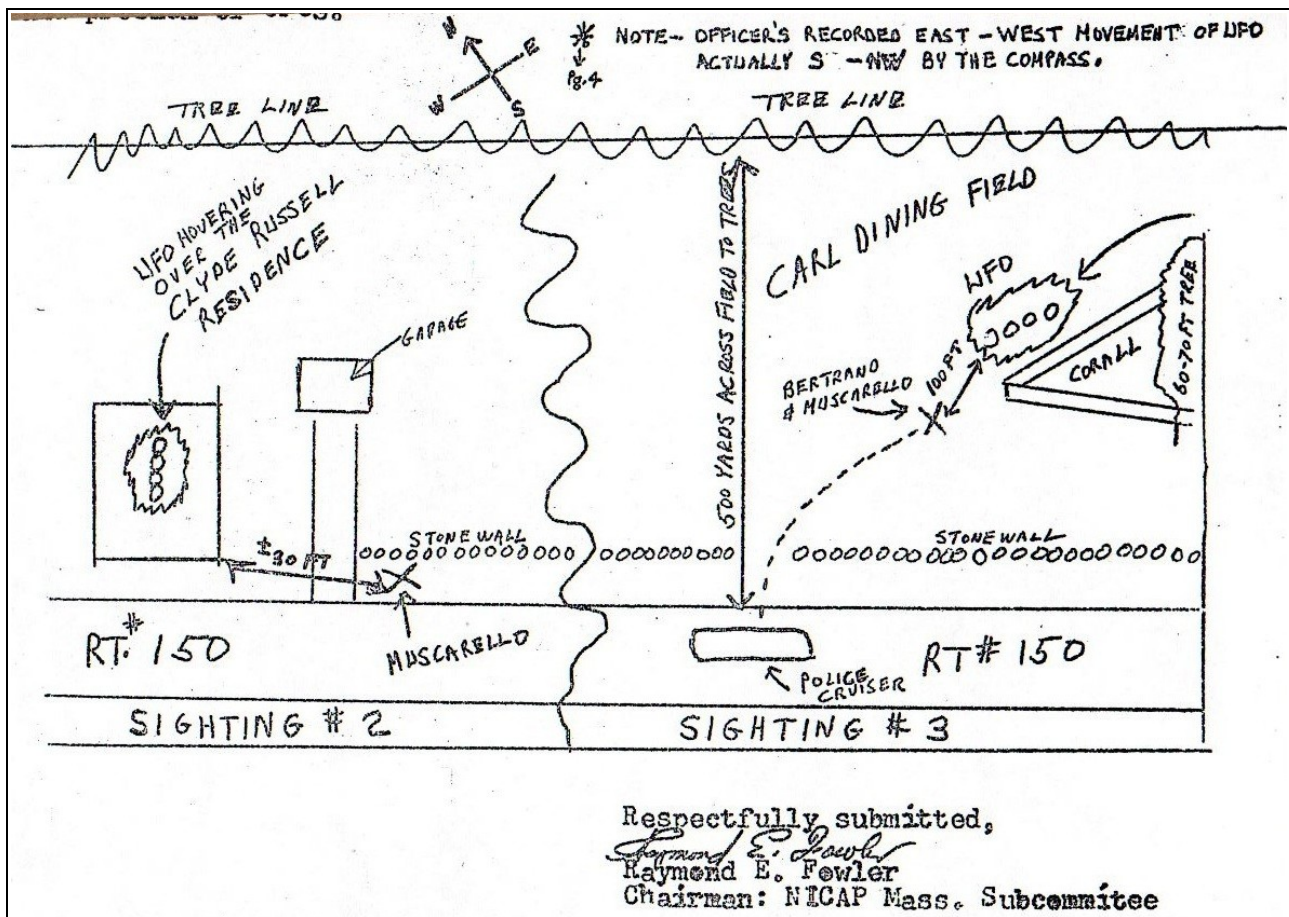 N
E
W
S
* NOTE - OFFICER'S RECORDED EAST - WEST MOVEMENT OF UFO
ACTUALLY S - NW BY THE COMPASS.
Pg. 4
TREE LINE
TREE LINE
UFO HOVERING
OVER THE
CLYDE RUSSELL
RESIDENCE
GARAGE
±30 FT
STONE WALL
MUSCARELLO
RT.# 150
SIGHTING # 2
500 YARDS ACROSS FIELD TO TREES
CARL DINING FIELD
UFO
100 FT
BERTRAND
& MUSCARELLO
CORALL
60-70 FT TREE
STONE WALL
POLICE
CRUISER
RT# 150
SIGHTING # 3
Respectfully submitted,
Raymond E. Fowler
Raymond E. Fowler
Chairman: NICAP Mass. Subcommitee